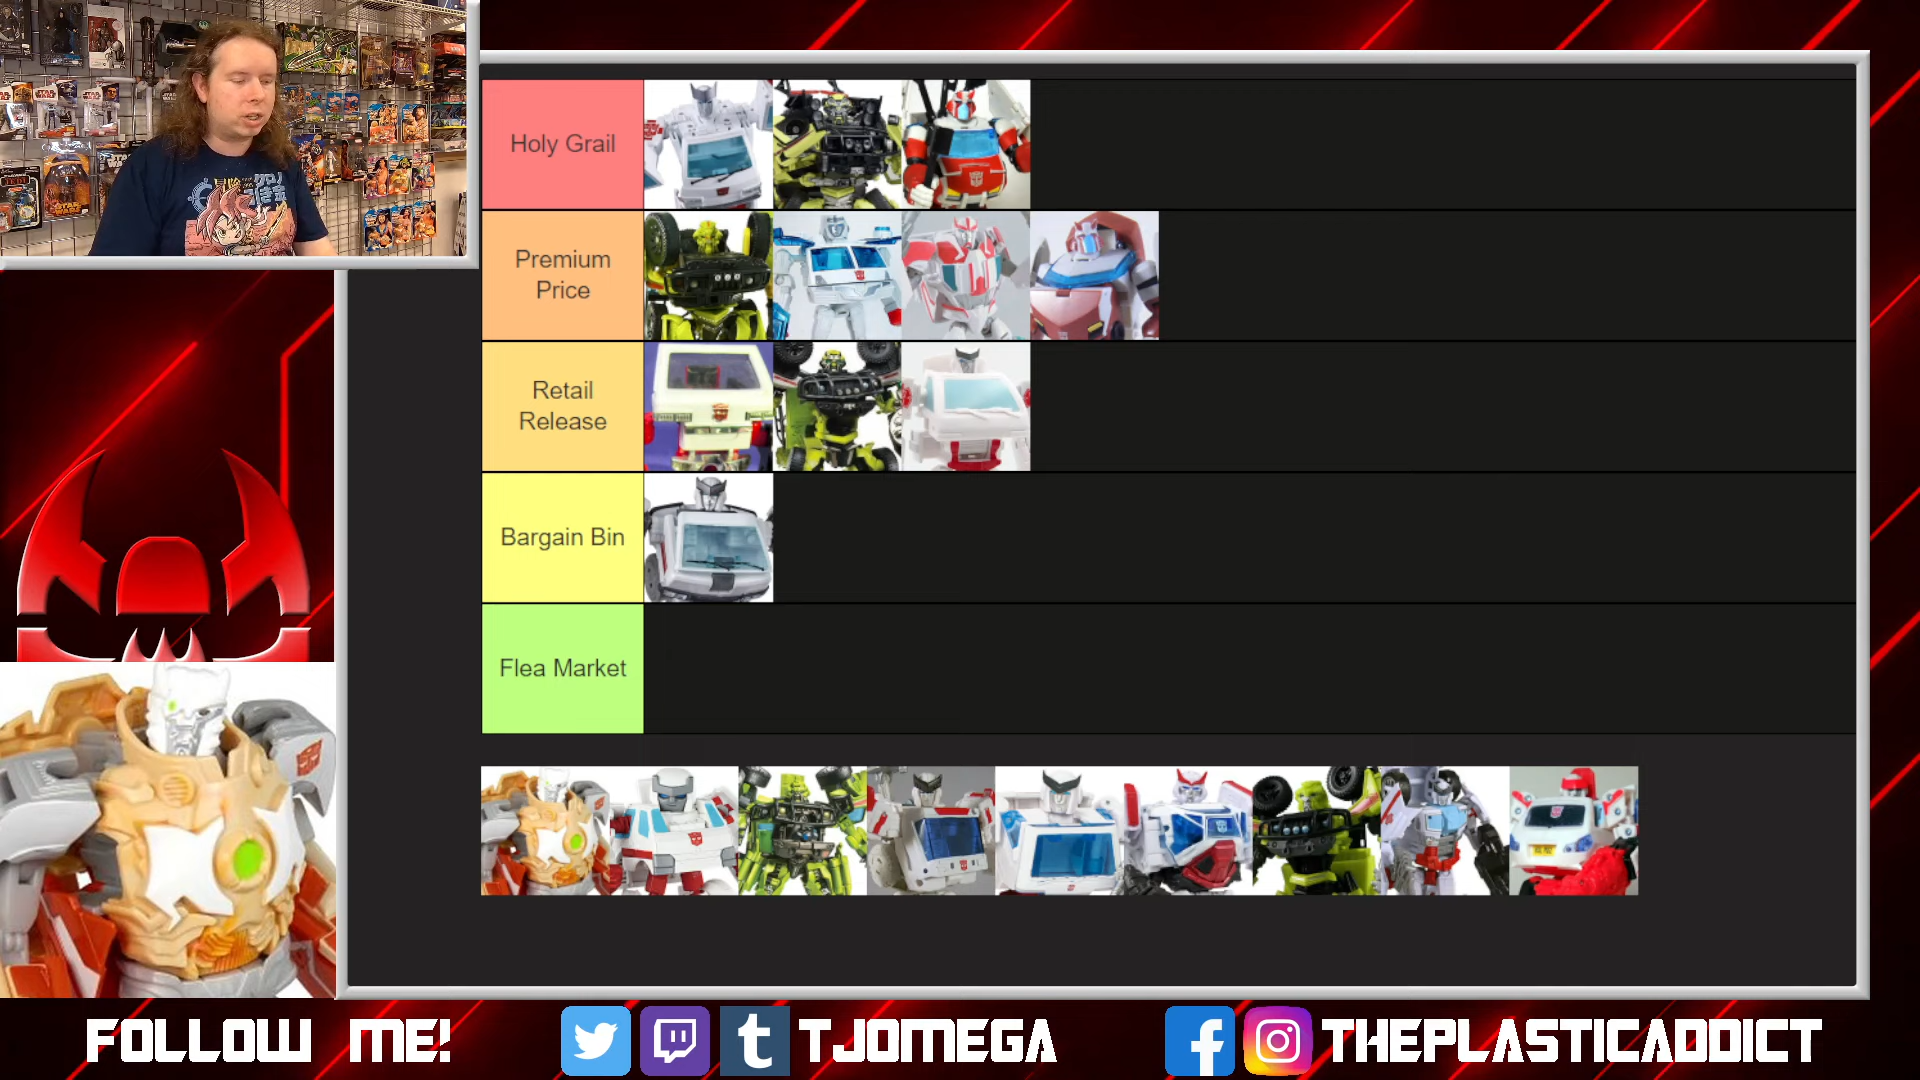 Holy Grail
Premium
Price
Retail
Release
Bargain Bin
Flea Market
FOLLOW ME!
TJOMEGA
THEPLASTICADDICT